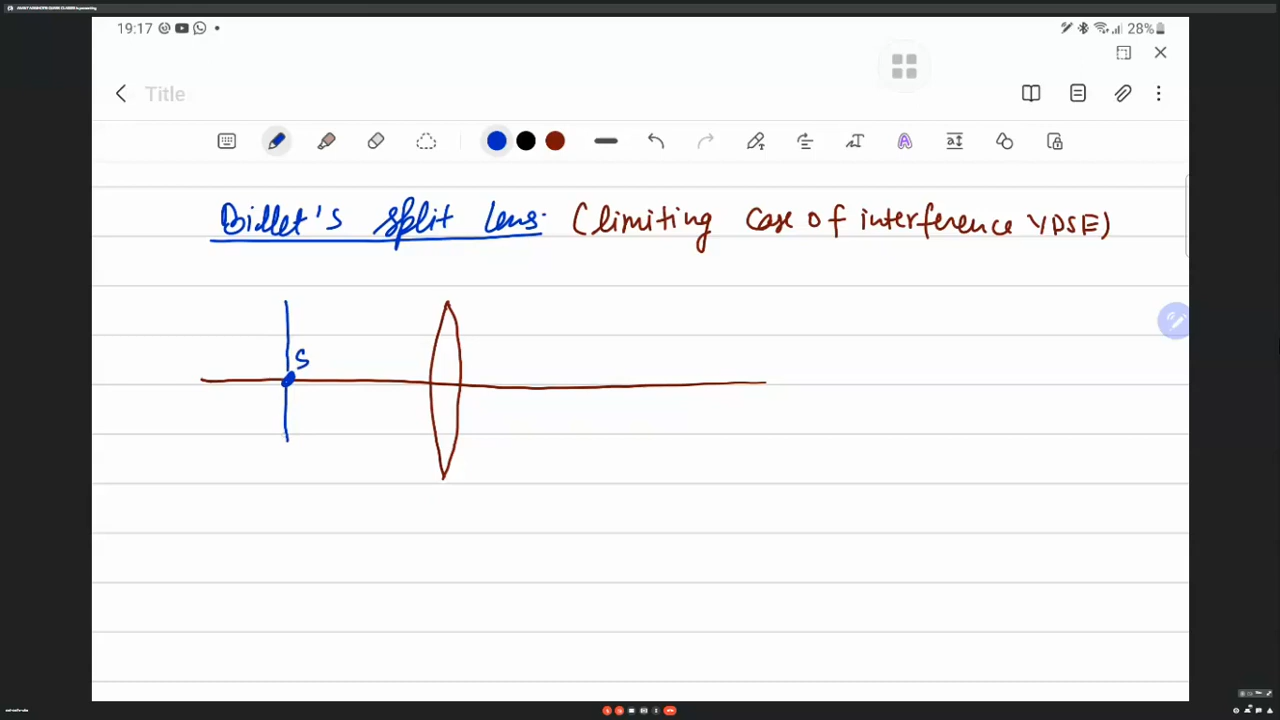 19:17
28%
Title
Billet's split lens. (limiting case of interference YDSE)
S